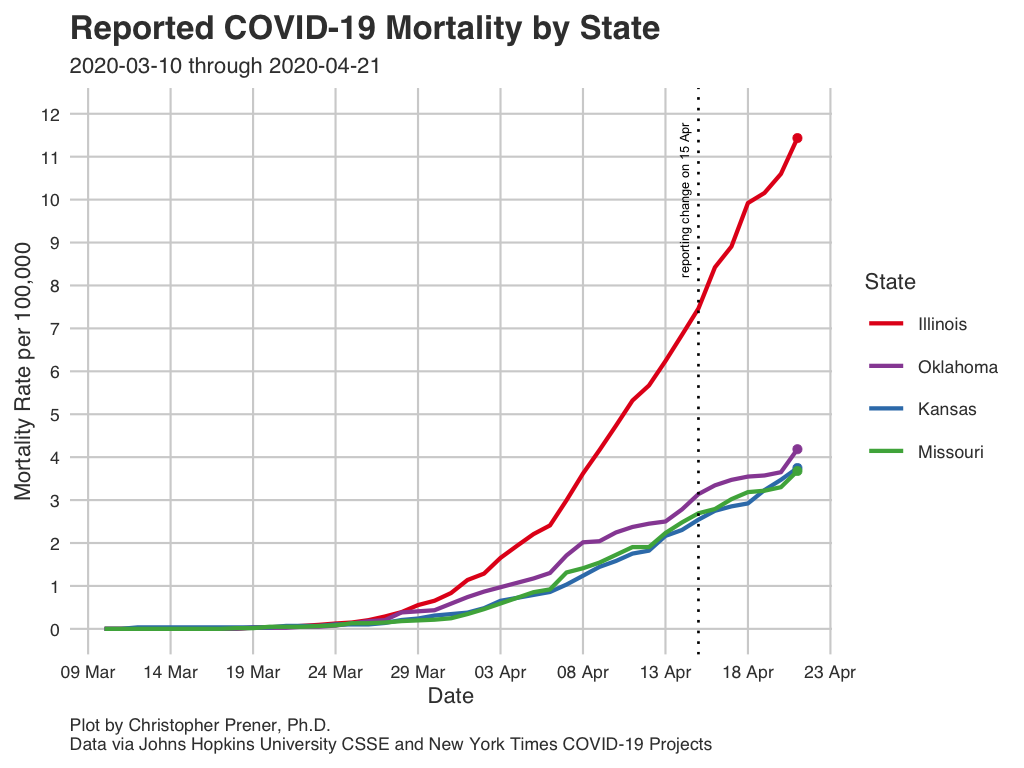 Reported COVID-19 Mortality by State
2020-03-10 through 2020-04-21
Mortality Rate per 100,000
12
11
10
9
8
7
6
5
4
3
2
1
0
reporting change on 15 Apr
State
Illinois
Oklahoma
Kansas
Missouri
09 Mar 14 Mar 19 Mar 24 Mar 29 Mar 03 Apr 08 Apr 13 Apr 18 Apr 23 Apr
Date
Plot by Christopher Prener, Ph.D.
Data via Johns Hopkins University CSSE and New York Times COVID-19 Projects